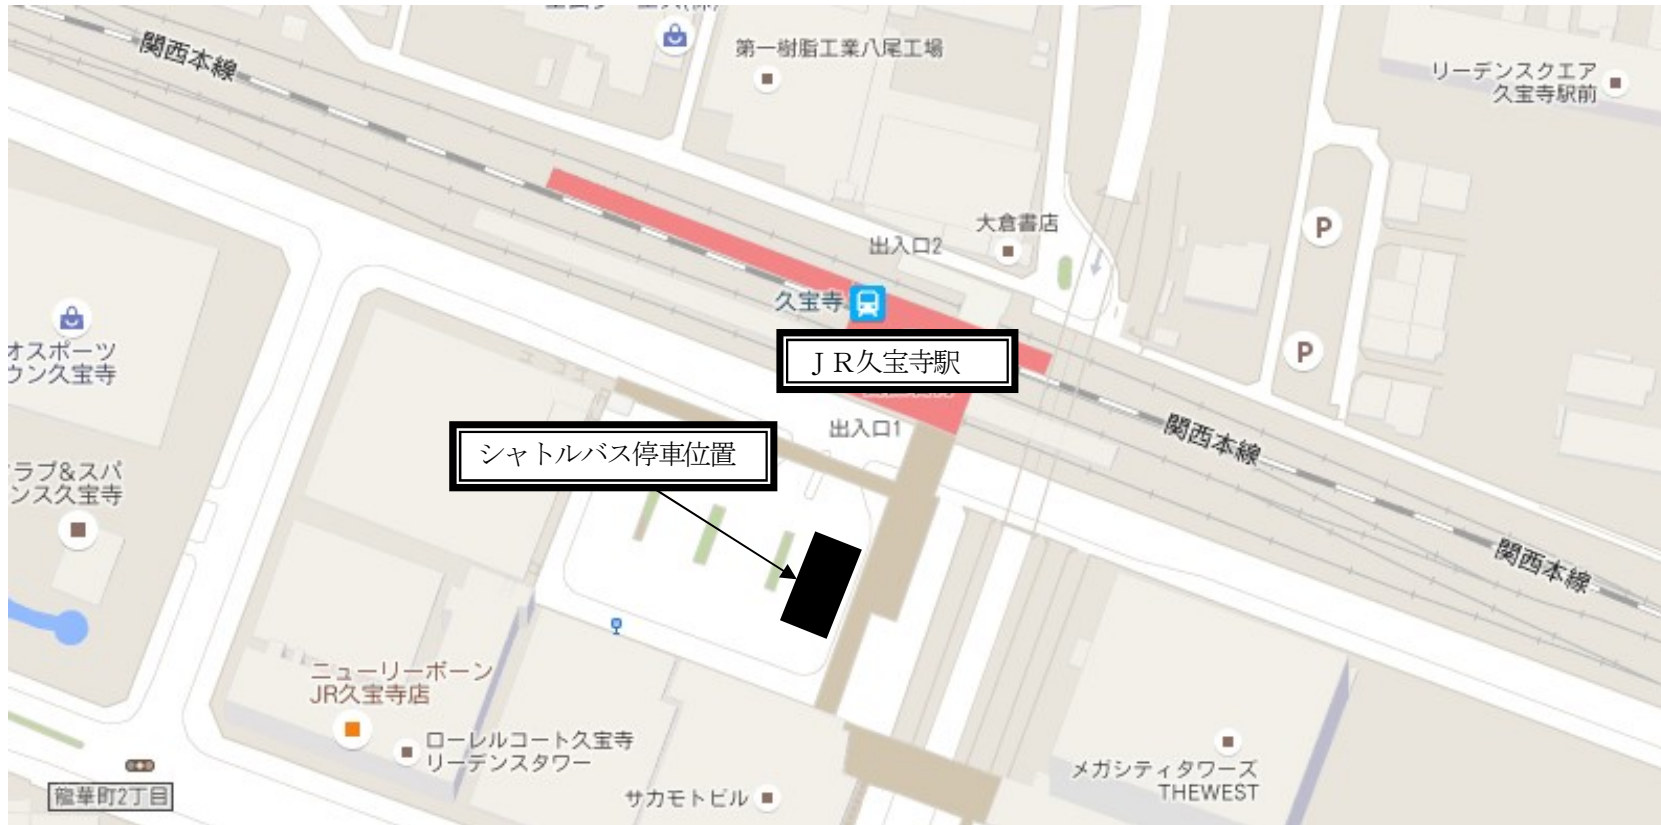 関西本線
第一樹脂工業八尾工場
リーデンスクエア
久宝寺駅前
大倉書店
出入口2
P
久宝寺
P
オスポーツ
ウン久宝寺
ＪＲ久宝寺駅
出入口1
関西本線
シャトルバス停車位置
ラブ&スパ
ンス久宝寺
関西本線
ニューリーボーン
JR久宝寺店
ローレルコート久宝寺
リーデンスタワー
メガシティタワーズ
THEWEST
龍華町2丁目
サカモトビル